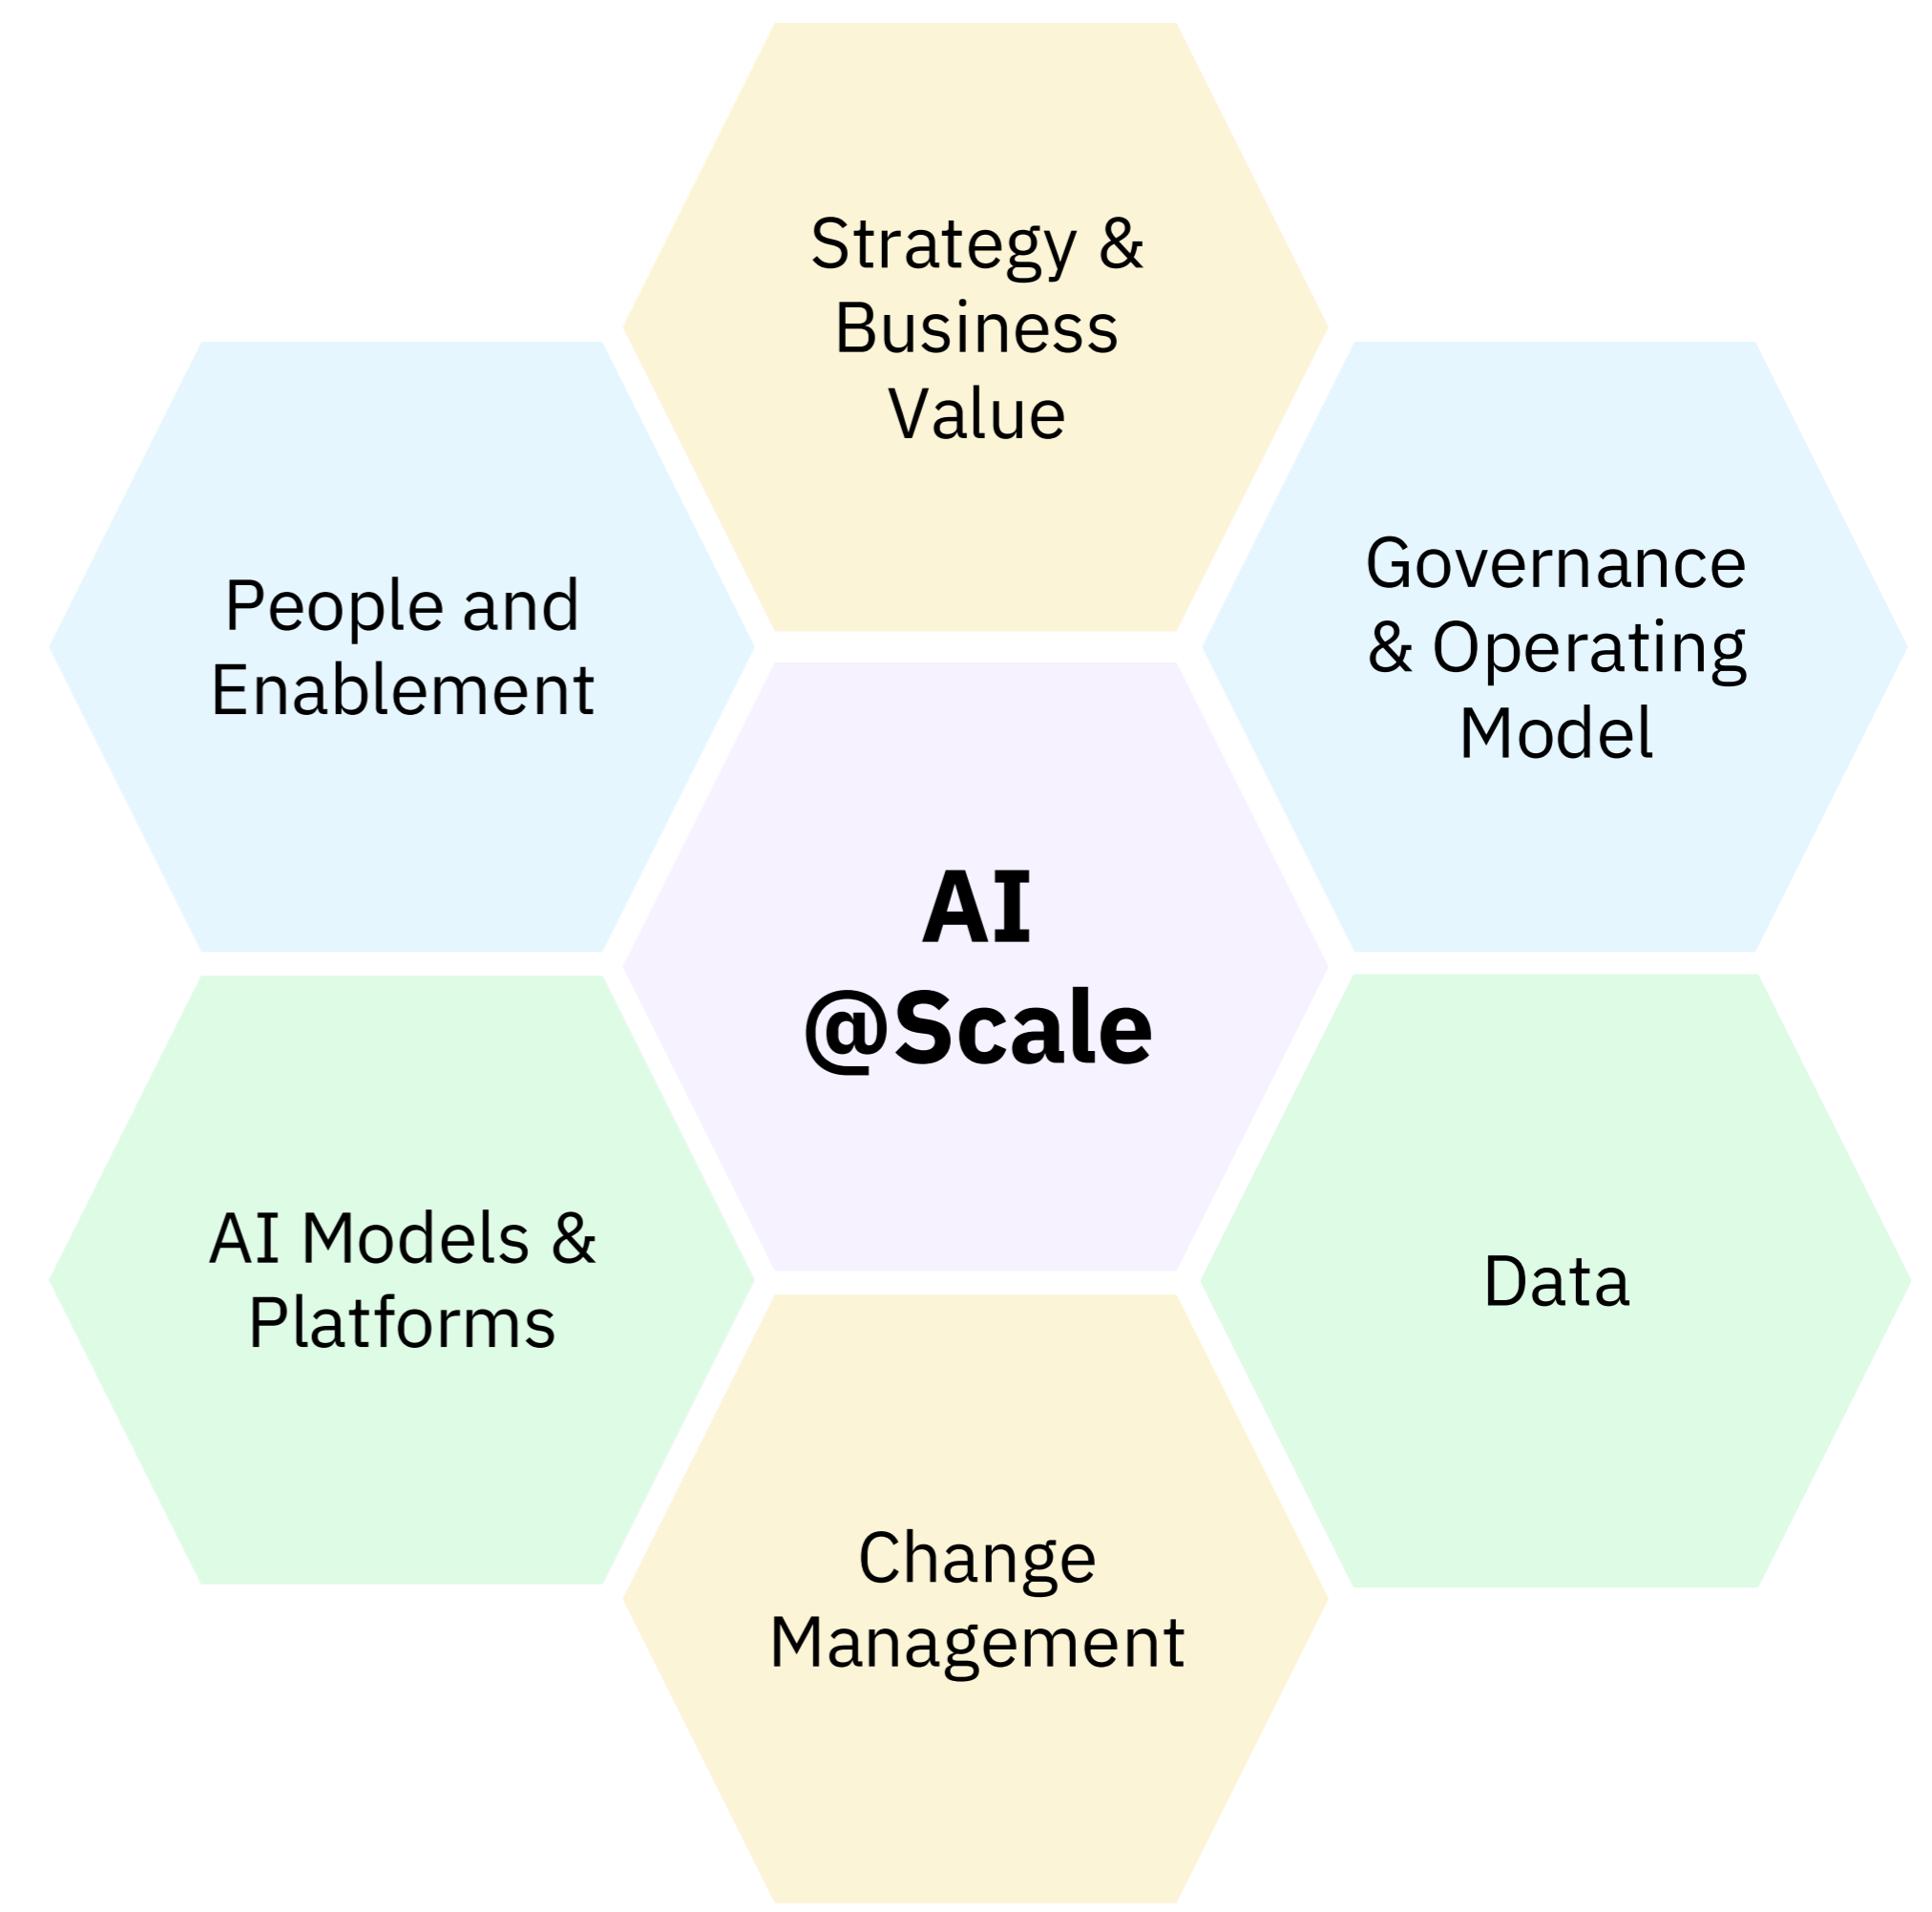 Strategy &
Business
Value
People and
Enablement
Governance
& Operating
Model
AI
@Scale
AI Models &
Platforms
Data
Change
Management